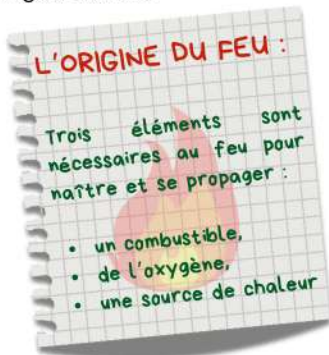 L'ORIGINE DU FEU :
Trois éléments sont
nécessaires au feu pour
naître et se propager :
• un combustible,
• de l'oxygène,
• une source de chaleur